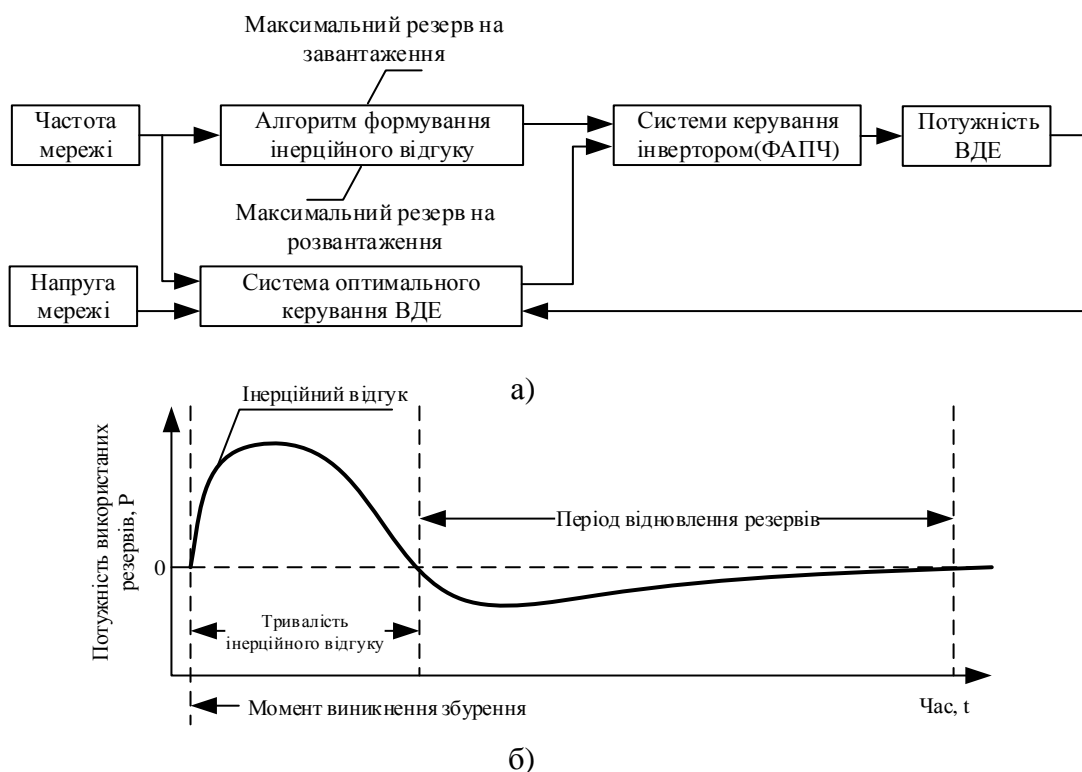 Максимальний резерв на
завантаження
Частота
мережі
Алгоритм формування
інерційного відгуку
Системи керування
інвертором(ФАПЧ)
Потужність
ВДЕ
Максимальний резерв на
розвантаження
Напруга
мережі
Система оптимального
керування ВДЕ
а)
Інерційний відгук
Потужність використаних
резервів, P
Період відновлення резервів
0
Тривалість
інерційного відгуку
Момент виникнення збурення
Час, t
б)